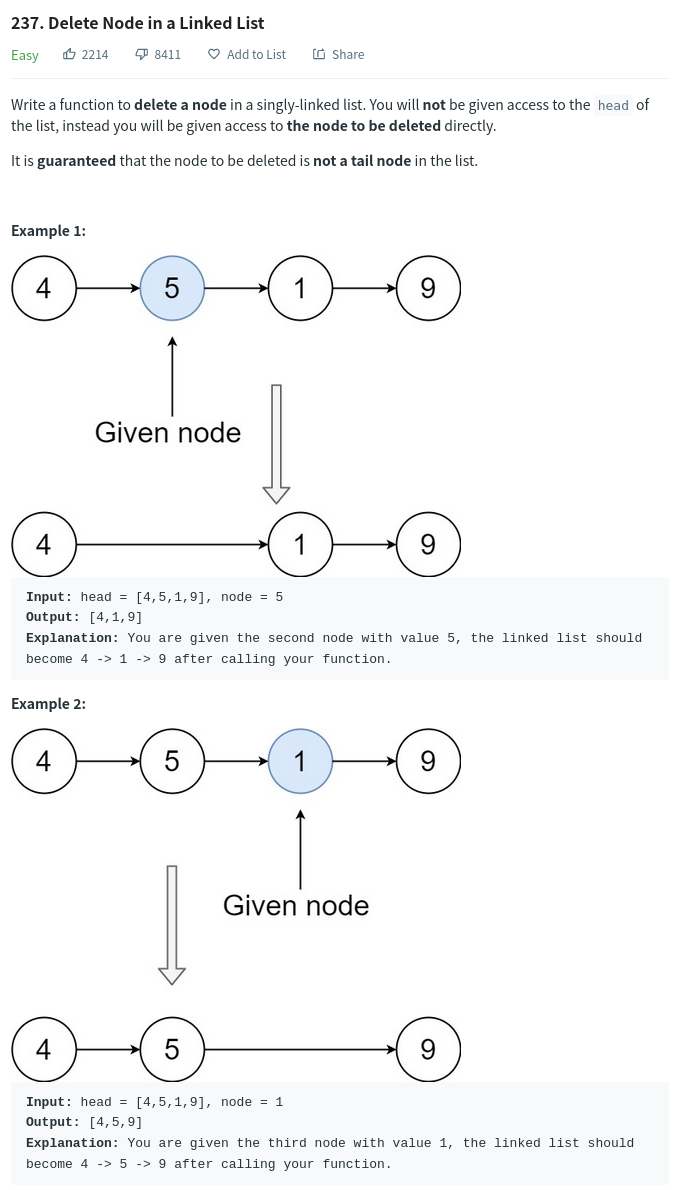 237. Delete Node in a Linked List
Easy 2214 8411 Add to List Share
Write a function to delete a node in a singly-linked list. You will not be given access to the head of
the list, instead you will be given access to the node to be deleted directly.
It is guaranteed that the node to be deleted is not a tail node in the list.
Example 1:
4 5 1 9
Given node
4 1 9
Input: head = [4,5,1,9], node = 5
Output: [4,1,9]
Explanation: You are given the second node with value 5, the linked list should
become 4 -> 1 -> 9 after calling your function.
Example 2:
4 5 1 9
Given node
4 5 9
Input: head = [4,5,1,9], node = 1
Output: [4,5,9]
Explanation: You are given the third node with value 1, the linked list should
become 4 -> 5 -> 9 after calling your function.